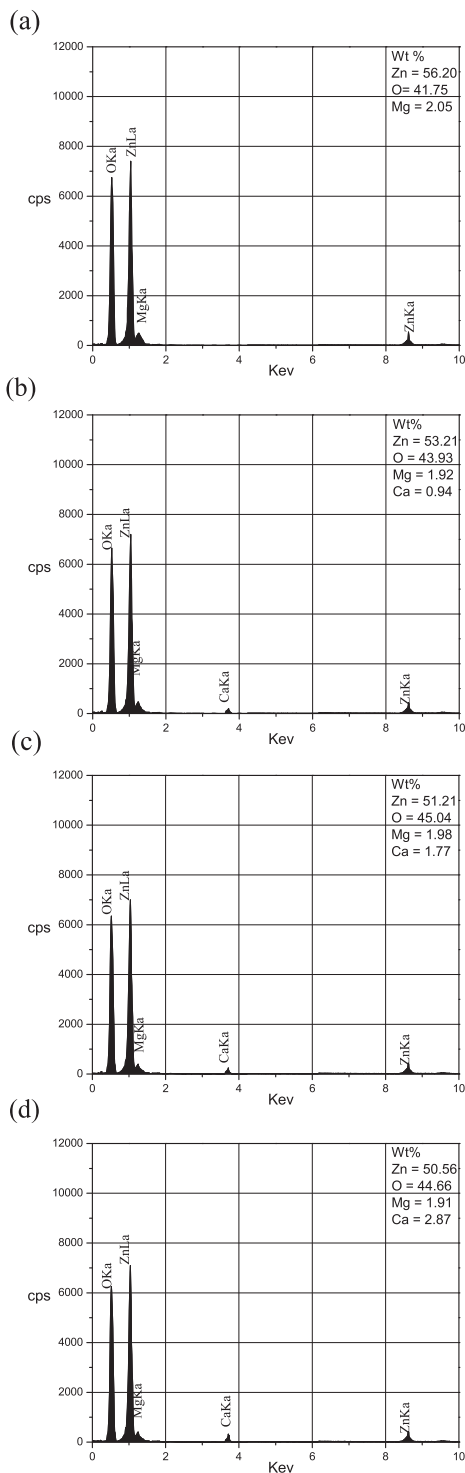 (a)
12000
10000
8000
6000
4000
2000
0
cps
OKa
ZnLa
MgKa
ZnKa
Wt %
Zn = 56.20
O= 41.75
Mg = 2.05
0 2 4 6 8 10
Kev
(b)
12000
10000
8000
6000
4000
2000
0
cps
OKa
ZnLa
MgKa
CaKa
ZnKa
Wt%
Zn = 53.21
O = 43.93
Mg = 1.92
Ca = 0.94
0 2 4 6 8 10
Kev
(c)
12000
10000
8000
6000
4000
2000
0
cps
OKa
ZnLa
MgKa
CaKa
ZnKa
Wt%
Zn = 51.21
O = 45.04
Mg = 1.98
Ca = 1.77
0 2 4 6 8 10
Kev
(d)
12000
10000
8000
6000
4000
2000
0
cps
OKa
ZnLa
MgKa
CaKa
ZnKa
Wt%
Zn = 50.56
O = 44.66
Mg = 1.91
Ca = 2.87
0 2 4 6 8 10
Kev